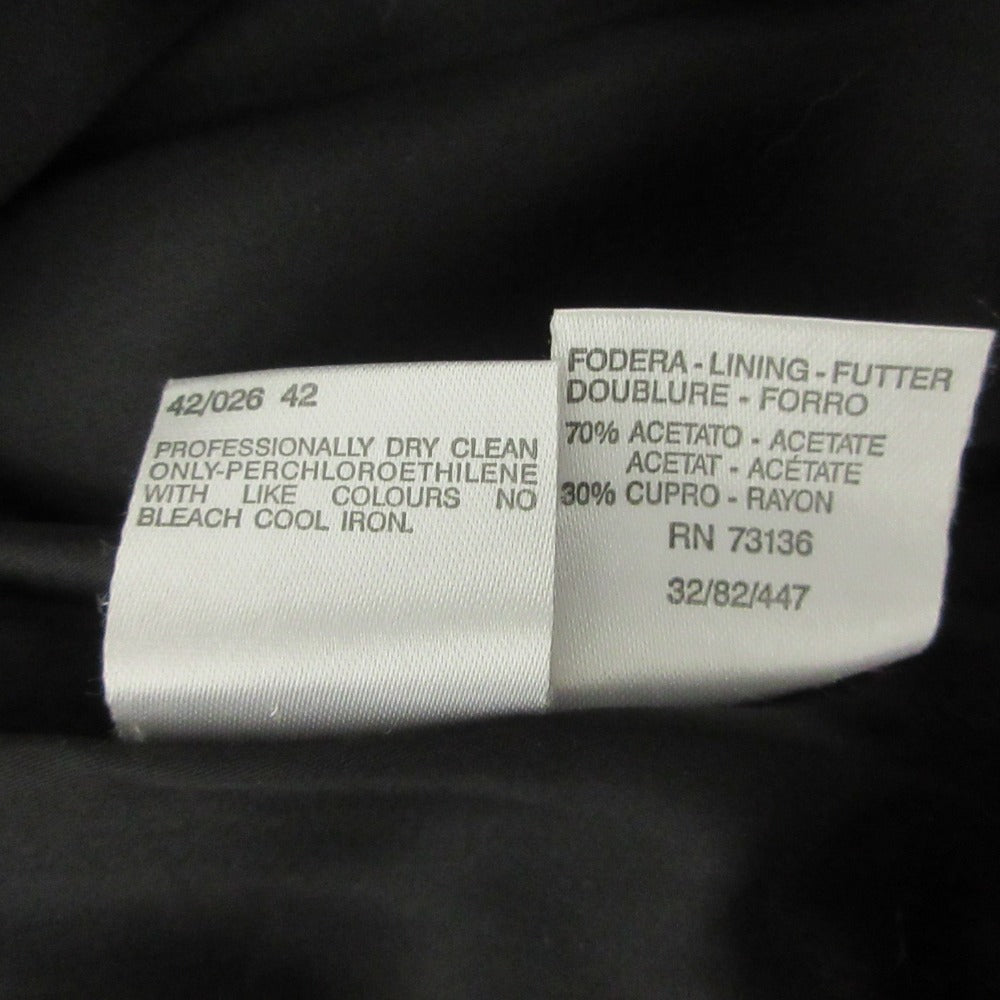 42/026 42
PROFESSIONALLY DRY CLEAN
ONLY-PERCHLOROETHILENE
WITH LIKE COLOURS NO
BLEACH COOL IRON.
FODERA - LINING - FUTTER
DOUBLURE - FORRO
70% ACETATO - ACETATE
ACETAT - ACÉTATE
30% CUPRO - RAYON
RN 73136
32/82/447